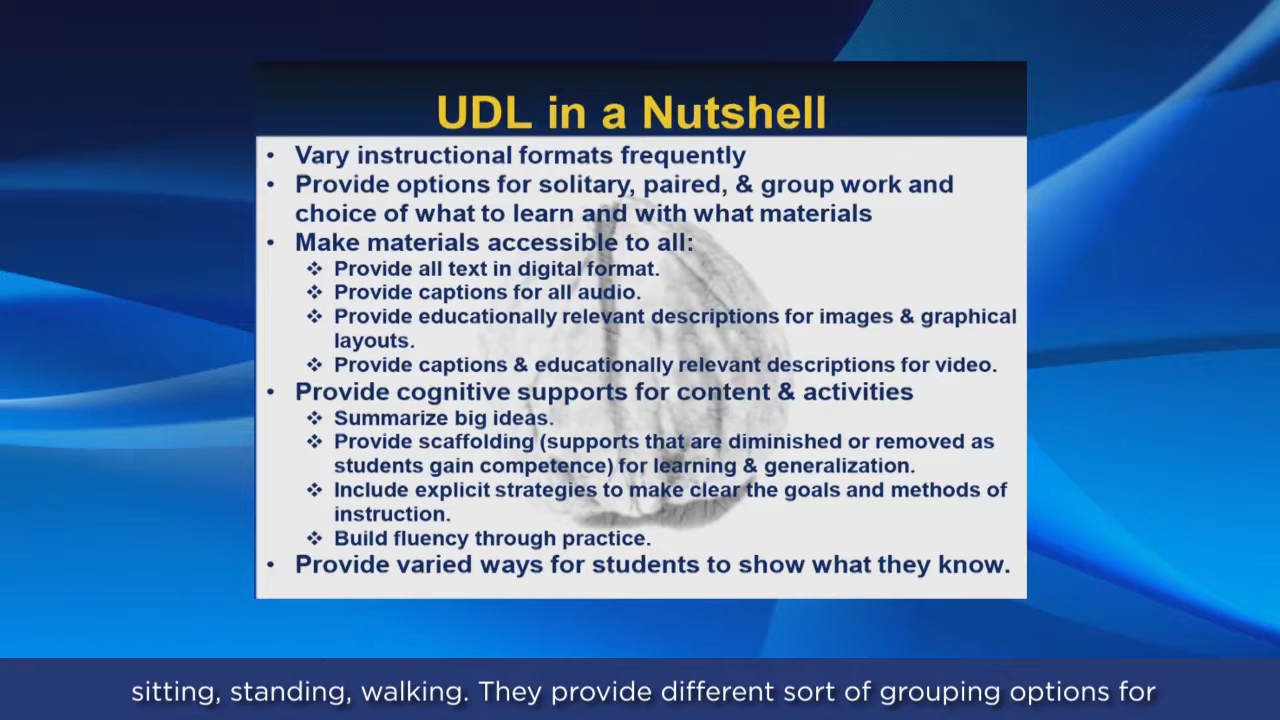 UDL in a Nutshell
• Vary instructional formats frequently
• Provide options for solitary, paired, & group work and
choice of what to learn and with what materials
• Make materials accessible to all:
❖ Provide all text in digital format.
❖ Provide captions for all audio.
❖ Provide educationally relevant descriptions for images & graphical
layouts.
❖ Provide captions & educationally relevant descriptions for video.
• Provide cognitive supports for content & activities
❖ Summarize big ideas.
❖ Provide scaffolding (supports that are diminished or removed as
students gain competence) for learning & generalization.
❖ Include explicit strategies to make clear the goals and methods of
instruction.
❖ Build fluency through practice.
• Provide varied ways for students to show what they know.
sitting, standing, walking. They provide different sort of grouping options for